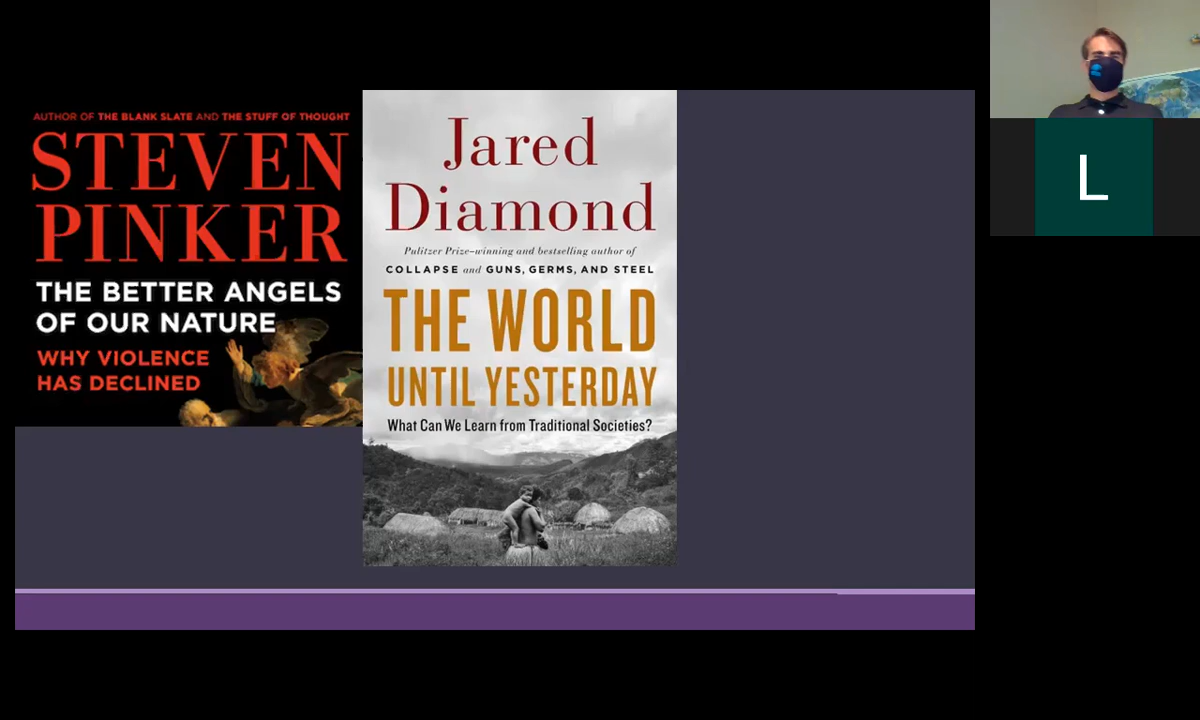 AUTHOR OF THE BLANK SLATE AND THE STUFF OF THOUGHT
STEVEN
PINKER
THE BETTER ANGELS
OF OUR NATURE
WHY VIOLENCE
HAS DECLINED
Jared
Diamond
Pulitzer Prize–winning and bestselling author of
COLLAPSE and GUNS, GERMS, AND STEEL
THE WORLD
UNTIL YESTERDAY
What Can We Learn from Traditional Societies?
L